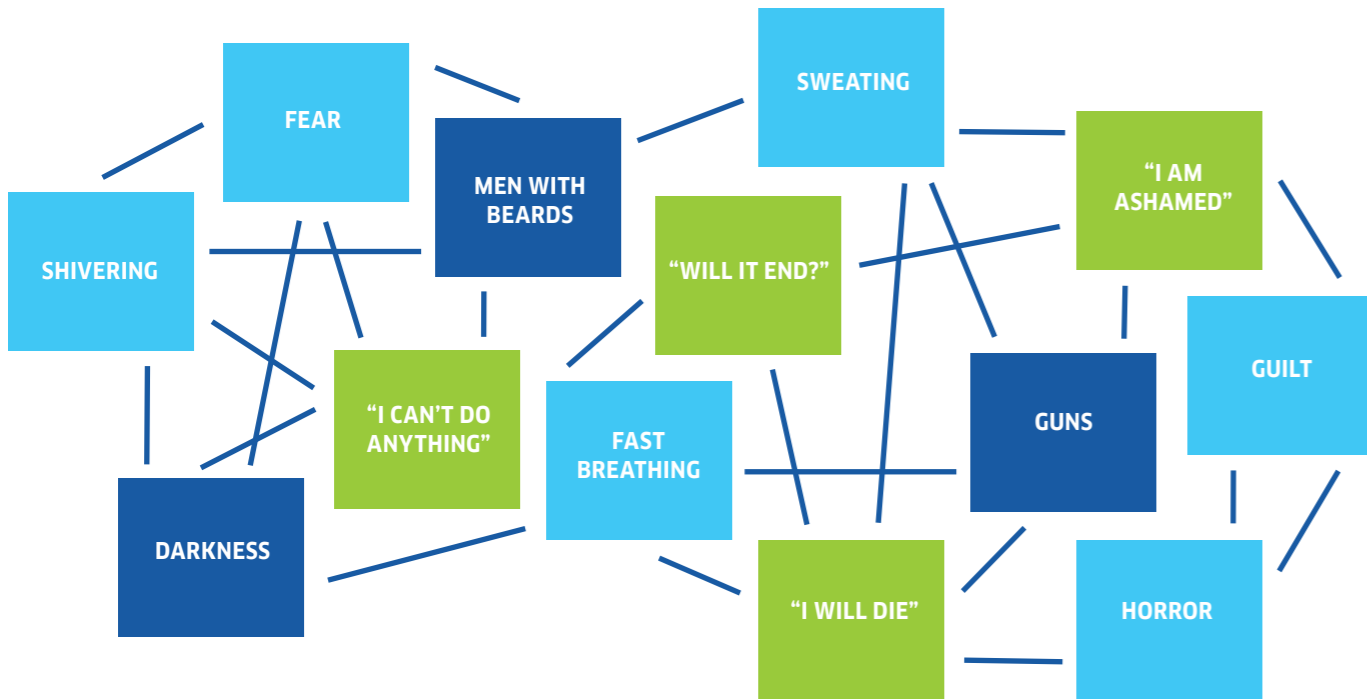 SWEATING
FEAR
MEN WITH
BEARDS
“I AM
ASHAMED”
SHIVERING
“WILL IT END?”
GUILT
“I CAN’T DO
ANYTHING”
FAST
BREATHING
GUNS
DARKNESS
“I WILL DIE”
HORROR